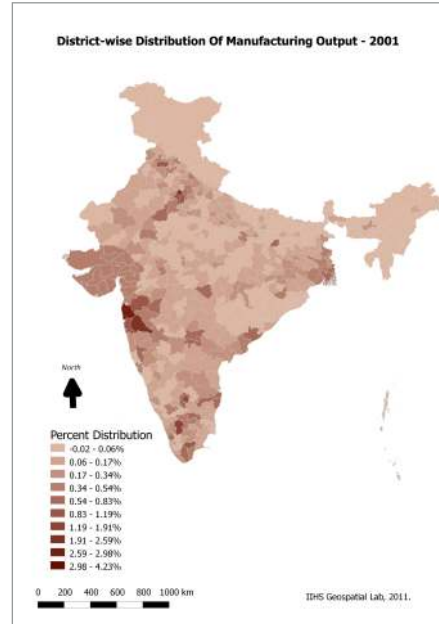 District-wise Distribution Of Manufacturing Output - 2001
North
Percent Distribution
-0.02 - 0.06%
0.06 - 0.17%
0.17 - 0.34%
0.34 - 0.54%
0.54 - 0.83%
0.83 - 1.19%
1.19 - 1.91%
1.91 - 2.59%
2.59 - 2.98%
2.98 - 4.23%
0 200 400 600 800 1000 km
IIHS Geospatial Lab, 2011.